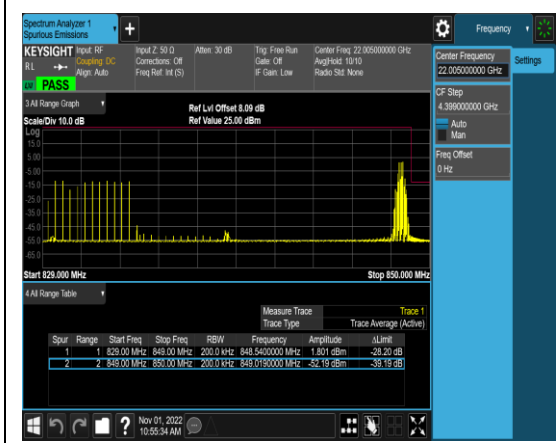 Spectrum Analyzer 1
Spurious Emissions
Frequency
KEYSIGHT
RL
Input: RF
Coupling: DC
Align: Auto
Input Z: 50 Ω
Corrections: Off
Freq Ref: Int (S)
Atten: 30 dB
Trig: Free Run
Gate: Off
IF Gain: Low
Center Freq: 22.005000000 GHz
Avg|Hold: 10/10
Radio Std: None
PASS
3 All Range Graph
Scale/Div 10.0 dB
Ref Lvl Offset 8.09 dB
Ref Value 25.00 dBm
Log
15.0
5.00
-5.00
-15.0
-25.0
-35.0
-45.0
-55.0
-65.0
Start 829.000 MHz
Stop 850.000 MHz
4 All Range Table
Measure Trace Trace 1
Trace Type Trace Average (Active)
Spur Range Start Freq Stop Freq RBW Frequency Amplitude ΔLimit
1 1 829.00 MHz 849.00 MHz 200.0 kHz 848.5400000 MHz 1.801 dBm -28.20 dB
2 2 849.00 MHz 850.00 MHz 200.0 kHz 849.0190000 MHz -52.19 dBm -39.19 dB
Nov 01, 2022
10:55:34 AM
Center Frequency
22.005000000 GHz
Settings
CF Step
4.399000000 GHz
Auto
Man
Freq Offset
0 Hz